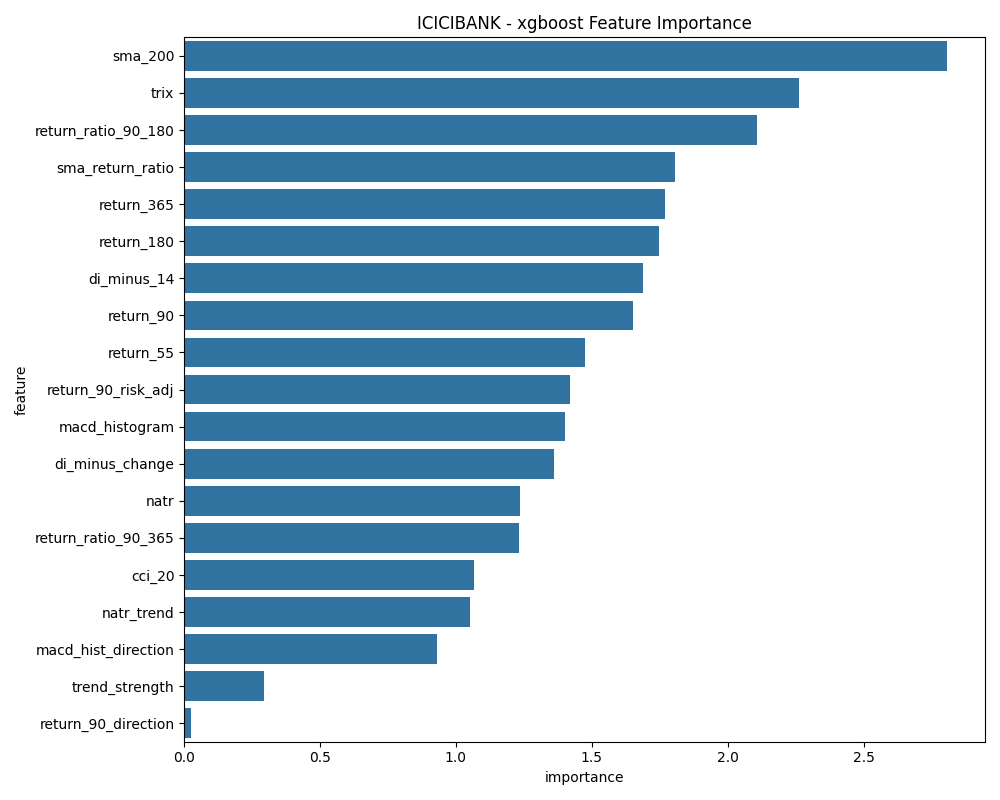 ICICIBANK - xgboost Feature Importance
feature
sma_200
trix
return_ratio_90_180
sma_return_ratio
return_365
return_180
di_minus_14
return_90
return_55
return_90_risk_adj
macd_histogram
di_minus_change
natr
return_ratio_90_365
cci_20
natr_trend
macd_hist_direction
trend_strength
return_90_direction
0.0 0.5 1.0 1.5 2.0 2.5
importance